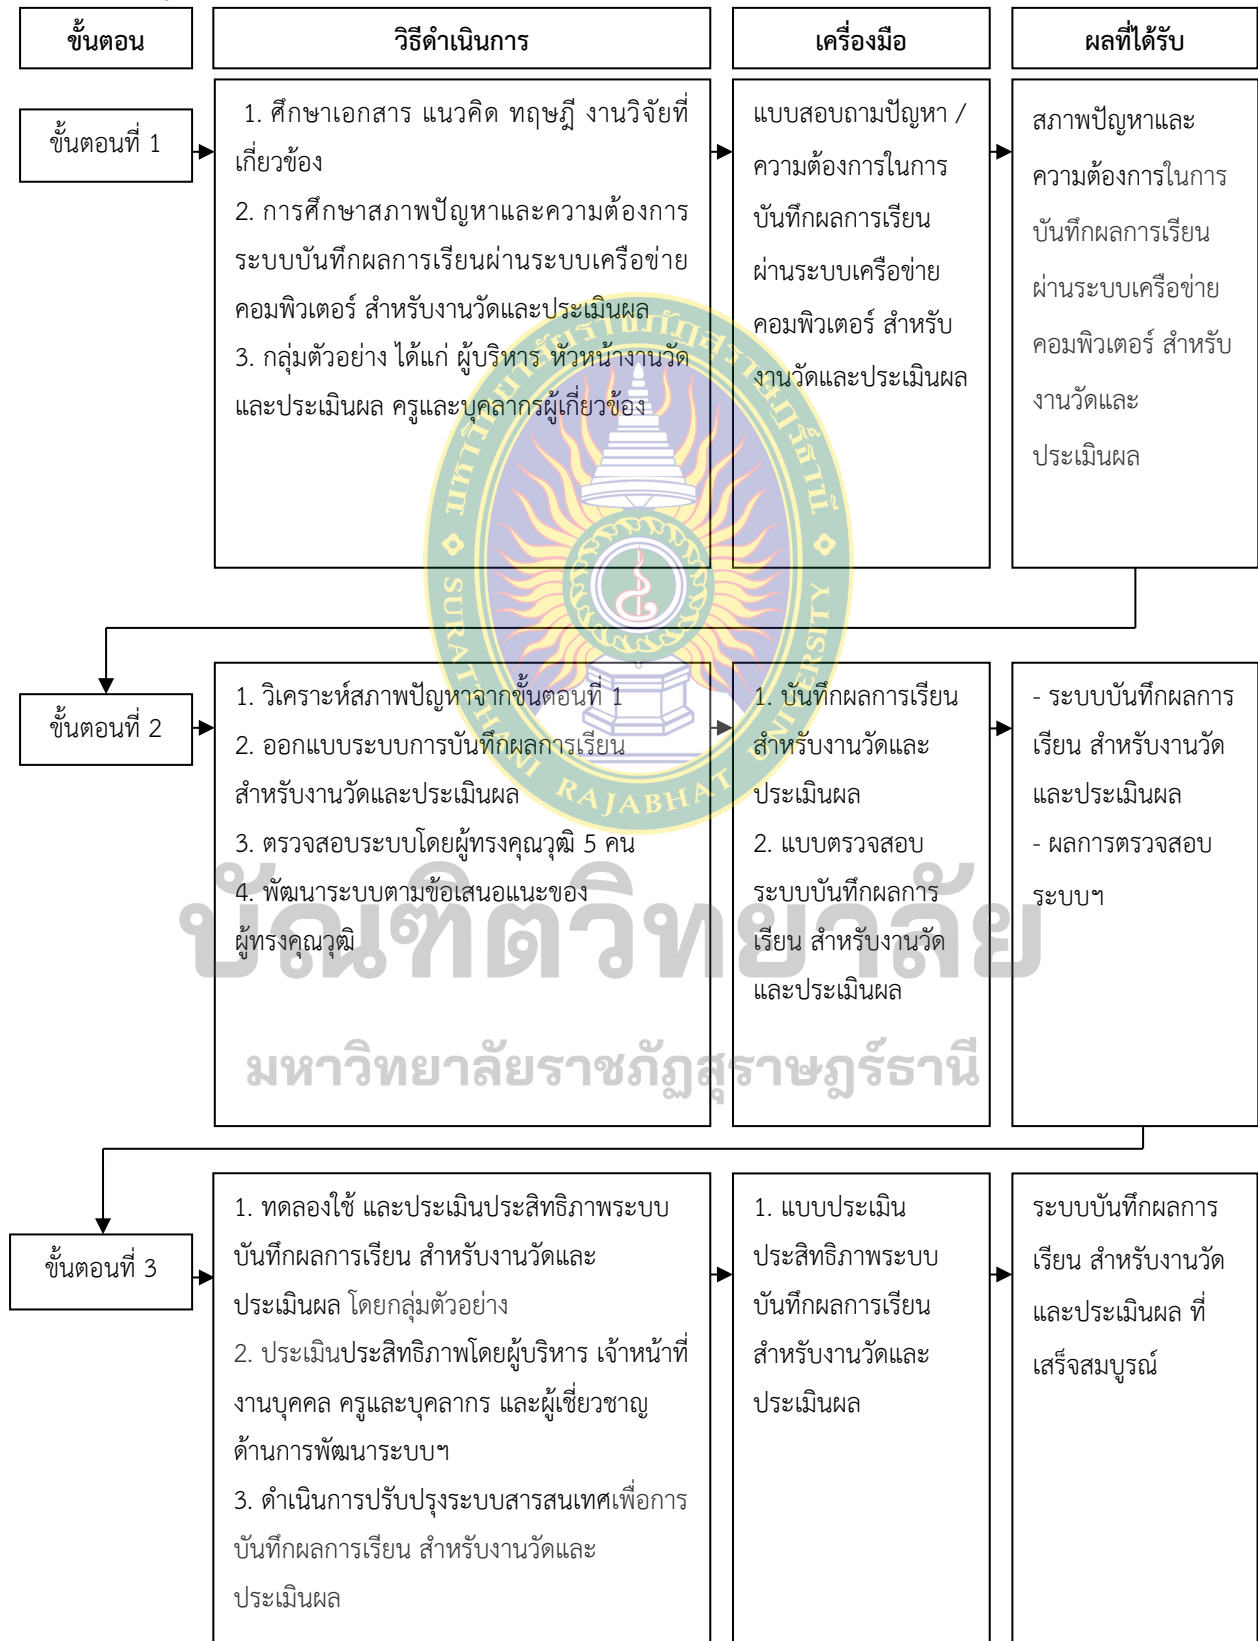 ขั้นตอน
วิธีดำเนินการ
เครื่องมือ
ผลที่ได้รับ
ขั้นตอนที่ 1
1. ศึกษาเอกสาร แนวคิด ทฤษฎี งานวิจัยที่
เกี่ยวข้อง
2. การศึกษาสภาพปัญหาและความต้องการ
ระบบบันทึกผลการเรียนผ่านระบบเครือข่าย
คอมพิวเตอร์ สำหรับงานวัดและประเมินผล
3. กลุ่มตัวอย่าง ได้แก่ ผู้บริหาร หัวหน้างานวัด
และประเมินผล ครูและบุคลากรผู้เกี่ยวข้อง
แบบสอบถามปัญหา /
ความต้องการในการ
บันทึกผลการเรียน
ผ่านระบบเครือข่าย
คอมพิวเตอร์ สำหรับ
งานวัดและประเมินผล
สภาพปัญหาและ
ความต้องการในการ
บันทึกผลการเรียน
ผ่านระบบเครือข่าย
คอมพิวเตอร์ สำหรับ
งานวัดและ
ประเมินผล
มหาวิทยาลัยราชภัฏสุราษฎร์ธานี
SURATTHANI RAJABHAT UNIVERSITY
ขั้นตอนที่ 2
1. วิเคราะห์สภาพปัญหาจากขั้นตอนที่ 1
2. ออกแบบระบบการบันทึกผลการเรียน
สำหรับงานวัดและประเมินผล
3. ตรวจสอบระบบโดยผู้ทรงคุณวุฒิ 5 คน
4. พัฒนาระบบตามข้อเสนอแนะของ
ผู้ทรงคุณวุฒิ
1. บันทึกผลการเรียน
สำหรับงานวัดและ
ประเมินผล
2. แบบตรวจสอบ
ระบบบันทึกผลการ
เรียน สำหรับงานวัด
และประเมินผล
- ระบบบันทึกผลการ
เรียน สำหรับงานวัด
และประเมินผล
- ผลการตรวจสอบ
ระบบฯ
บัณฑิตวิทยาลัย
มหาวิทยาลัยราชภัฏสุราษฎร์ธานี
ขั้นตอนที่ 3
1. ทดลองใช้ และประเมินประสิทธิภาพระบบ
บันทึกผลการเรียน สำหรับงานวัดและ
ประเมินผล โดยกลุ่มตัวอย่าง
2. ประเมินประสิทธิภาพโดยผู้บริหาร เจ้าหน้าที่
งานบุคคล ครูและบุคลากร และผู้เชี่ยวชาญ
ด้านการพัฒนาระบบฯ
3. ดำเนินการปรับปรุงระบบสารสนเทศเพื่อการ
บันทึกผลการเรียน สำหรับงานวัดและ
ประเมินผล
1. แบบประเมิน
ประสิทธิภาพระบบ
บันทึกผลการเรียน
สำหรับงานวัดและ
ประเมินผล
ระบบบันทึกผลการ
เรียน สำหรับงานวัด
และประเมินผล ที่
เสร็จสมบูรณ์